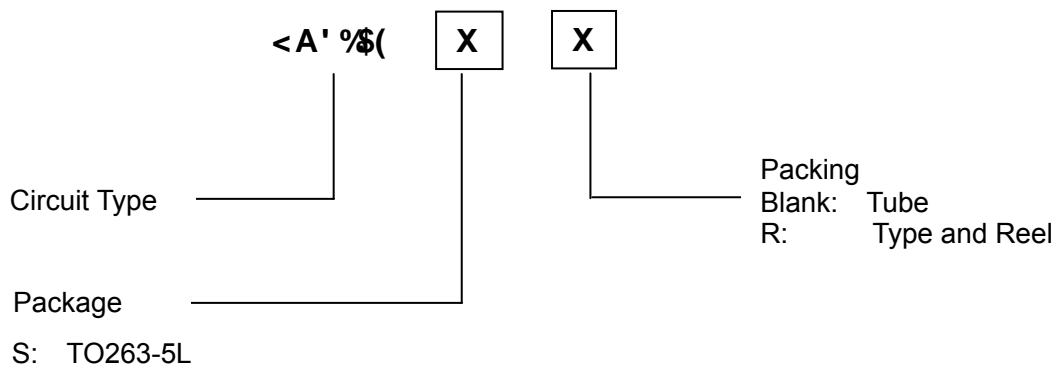 <A' %$( X X
Packing
Circuit Type
Blank: Tube
R: Type and Reel
Package
S: TO263-5L